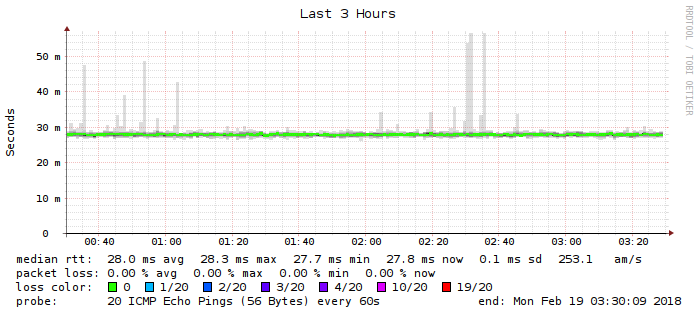 Last 3 Hours
RRDTOOL / TOBI OETIKER
Seconds
50 m
40 m
30 m
20 m
10 m
0
00:40 01:00 01:20 01:40 02:00 02:20 02:40 03:00 03:20
median rtt: 28.0 ms avg 28.3 ms max 27.7 ms min 27.8 ms now 0.1 ms sd 253.1 am/s
packet loss: 0.00 % avg 0.00 % max 0.00 % min 0.00 % now
loss color: 0 1/20 2/20 3/20 4/20 10/20 19/20
probe: 20 ICMP Echo Pings (56 Bytes) every 60s end: Mon Feb 19 03:30:09 2018